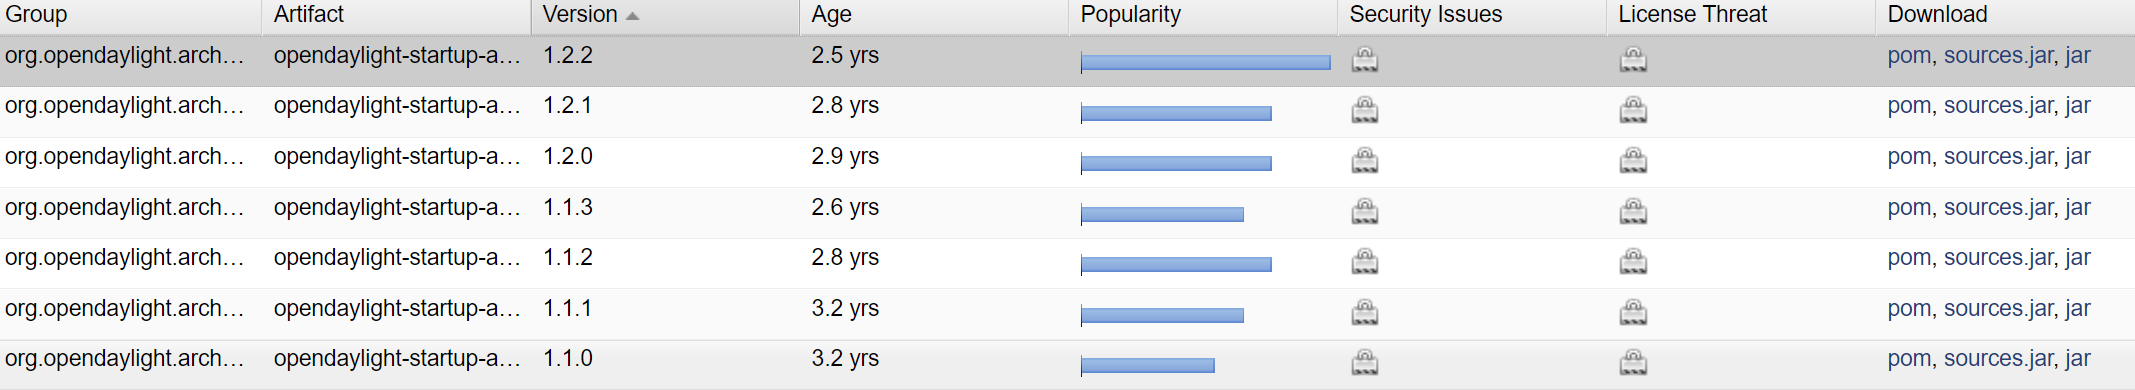 Group Artifact Version Age Popularity Security Issues License Threat Download
org.opendaylight.arch... opendaylight-startup-a... 1.2.2 2.5 yrs pom, sources.jar, jar
org.opendaylight.arch... opendaylight-startup-a... 1.2.1 2.8 yrs pom, sources.jar, jar
org.opendaylight.arch... opendaylight-startup-a... 1.2.0 2.9 yrs pom, sources.jar, jar
org.opendaylight.arch... opendaylight-startup-a... 1.1.3 2.6 yrs pom, sources.jar, jar
org.opendaylight.arch... opendaylight-startup-a... 1.1.2 2.8 yrs pom, sources.jar, jar
org.opendaylight.arch... opendaylight-startup-a... 1.1.1 3.2 yrs pom, sources.jar, jar
org.opendaylight.arch... opendaylight-startup-a... 1.1.0 3.2 yrs pom, sources.jar, jar